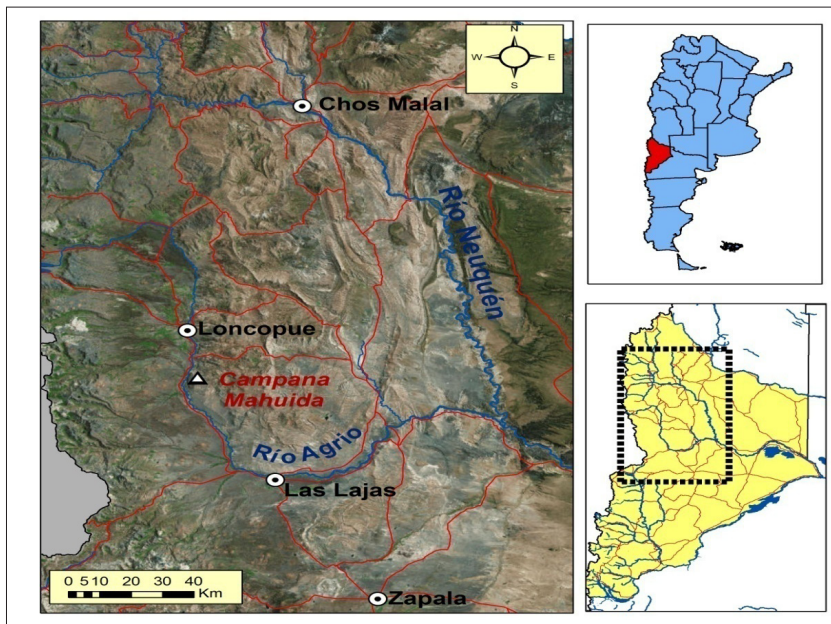 N
W
E
S
Chos Malal
Río Neuquén
Loncopue
Campana
Mahuida
Río Agrio
Las Lajas
0 5 10 20 30 40
Km
Zapala